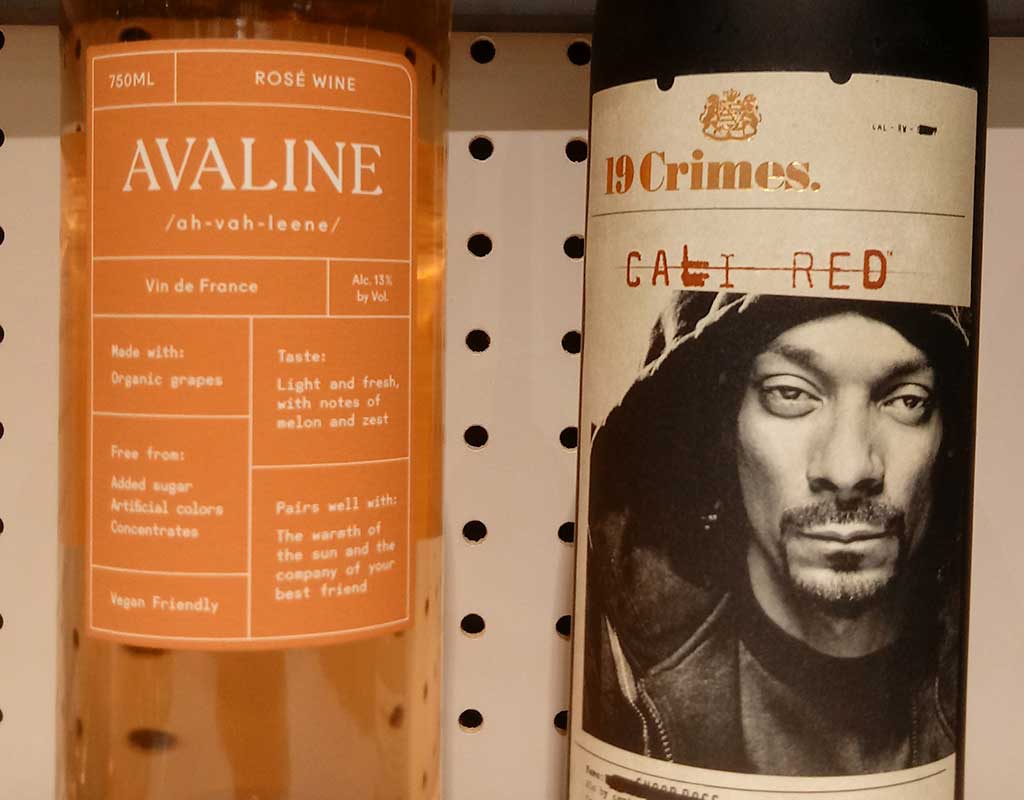 750ML
ROSÉ WINE
AVALINE
/ah-vah-leene/
Vin de France
Alc. 13%
by Vol.
Made with:
Organic grapes
Free from:
Added sugar
Artificial colors
Concentrates
Vegan Friendly
Taste:
Light and fresh,
with notes of
melon and zest
Pairs well with:
The warmth of
the sun and the
company of your
best friend
19 Crimes.
CALI RED
SNOOP DOGG